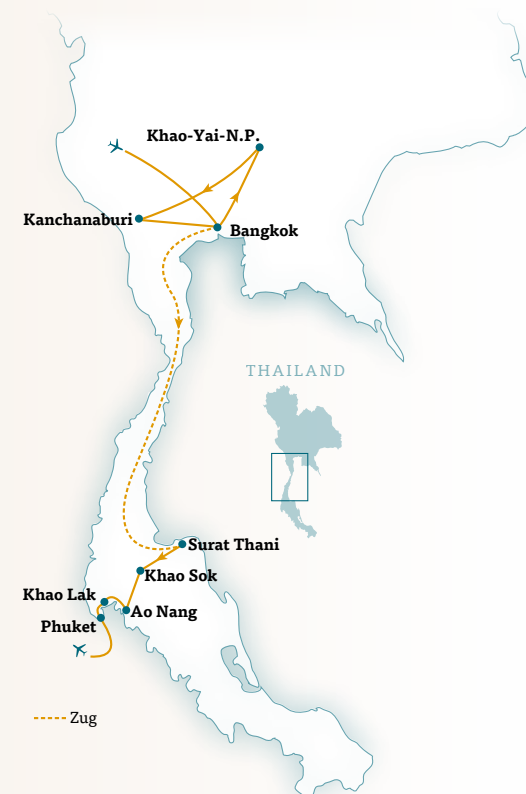 Khao-Yai-N.P.
Kanchanaburi
Bangkok
THAILAND
Surat Thani
Khao Sok
Khao Lak
Ao Nang
Phuket
Zug